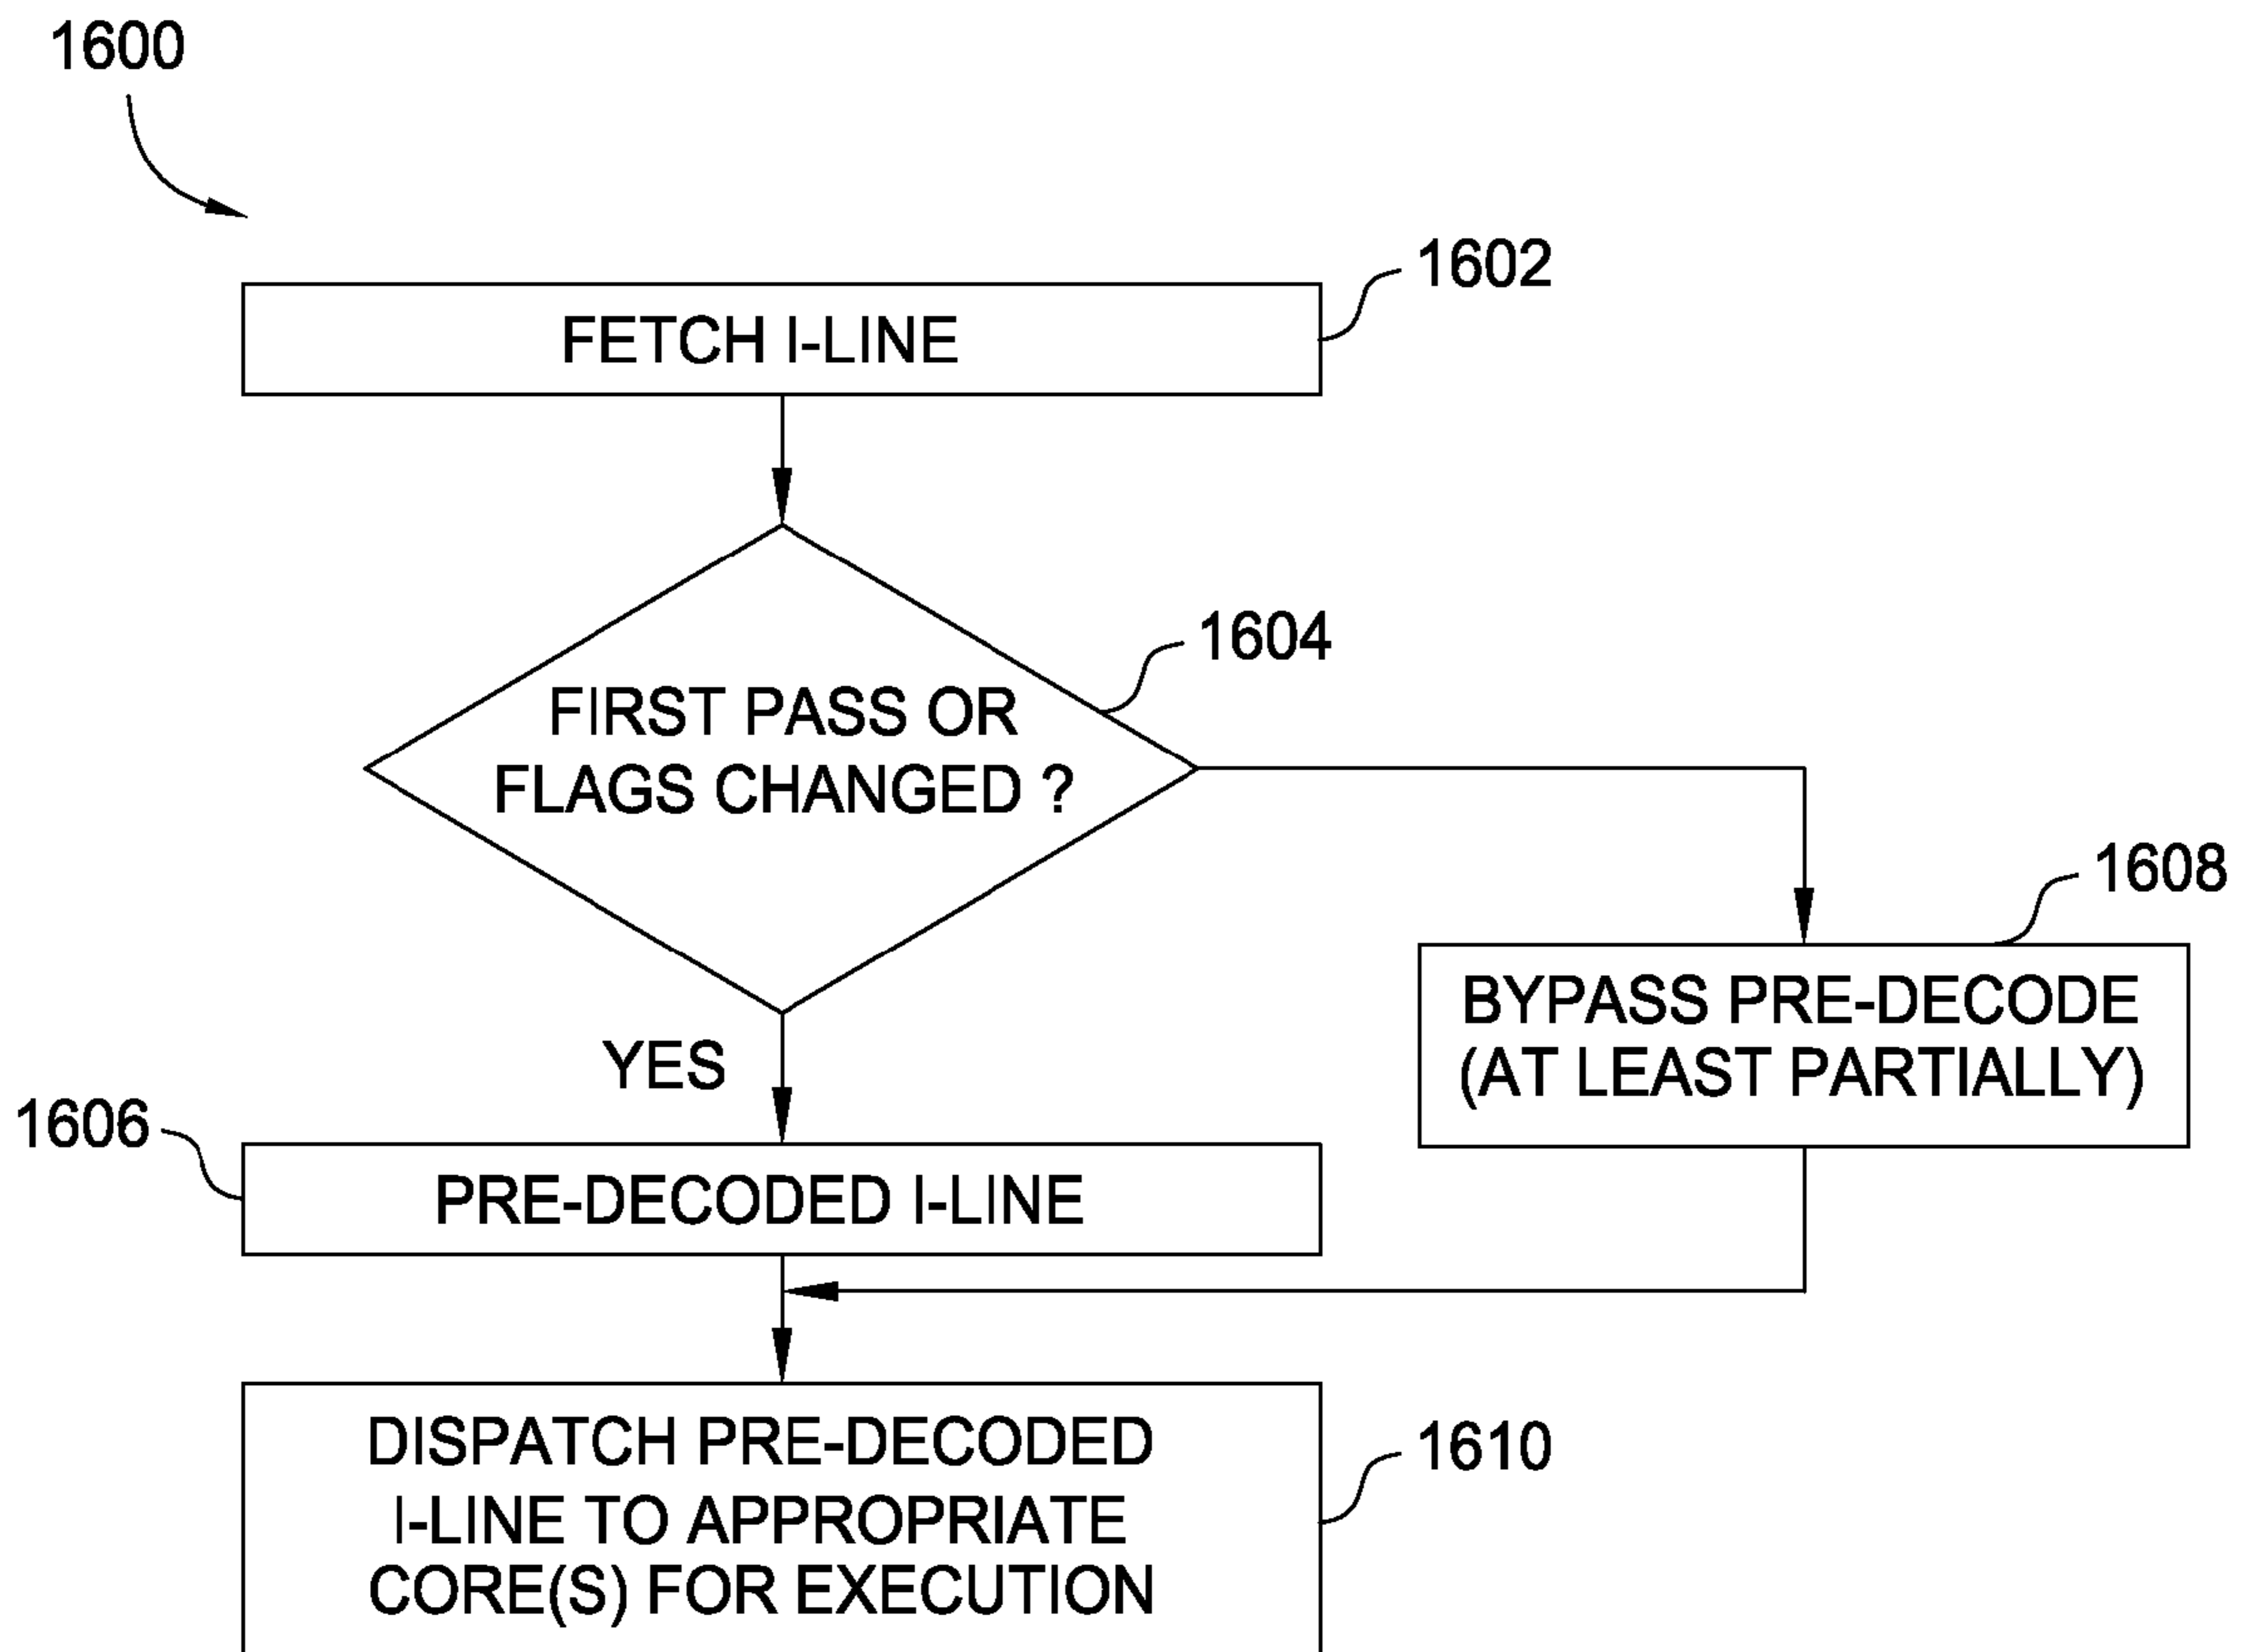 1600
1602
FETCH I-LINE
1604
FIRST PASS OR
FLAGS CHANGED ?
1608
BYPASS PRE-DECODE
(AT LEAST PARTIALLY)
YES
1606
PRE-DECODED I-LINE
1610
DISPATCH PRE-DECODED
I-LINE TO APPROPRIATE
CORE(S) FOR EXECUTION